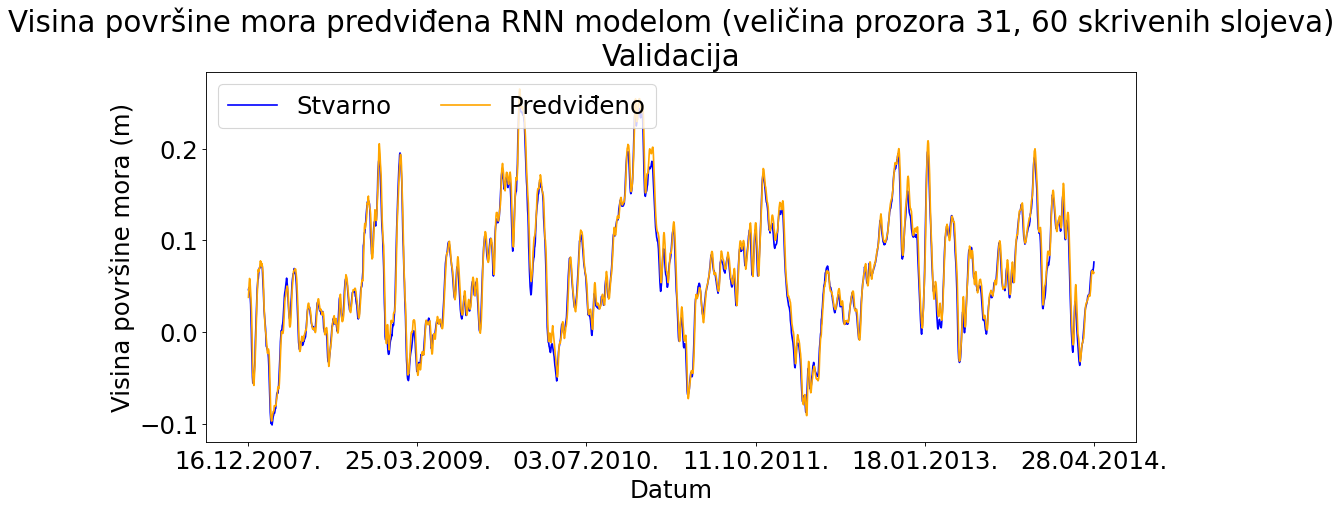 Visina površine mora predviđena RNN modelom (veličina prozora 31, 60 skrivenih slojeva)
Validacija
Stvarno Predviđeno
Visina površine mora (m)
0.2
0.1
0.0
−0.1
16.12.2007. 25.03.2009. 03.07.2010. 11.10.2011. 18.01.2013. 28.04.2014.
Datum